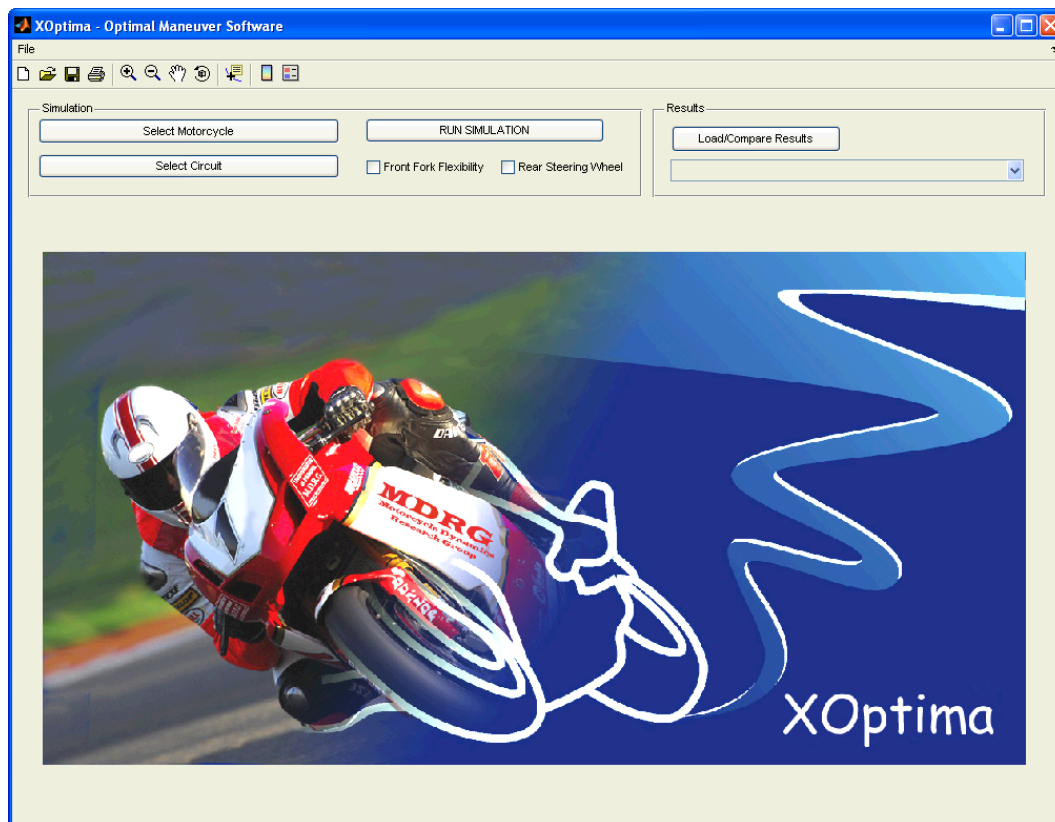 XOptima - Optimal Maneuver Software
File
Simulation
Select Motorcycle
RUN SIMULATION
Select Circuit
Front Fork Flexibility
Rear Steering Wheel
Results
Load/Compare Results
MDRG
Motorcycle Dynamics
Research Group
XOptima